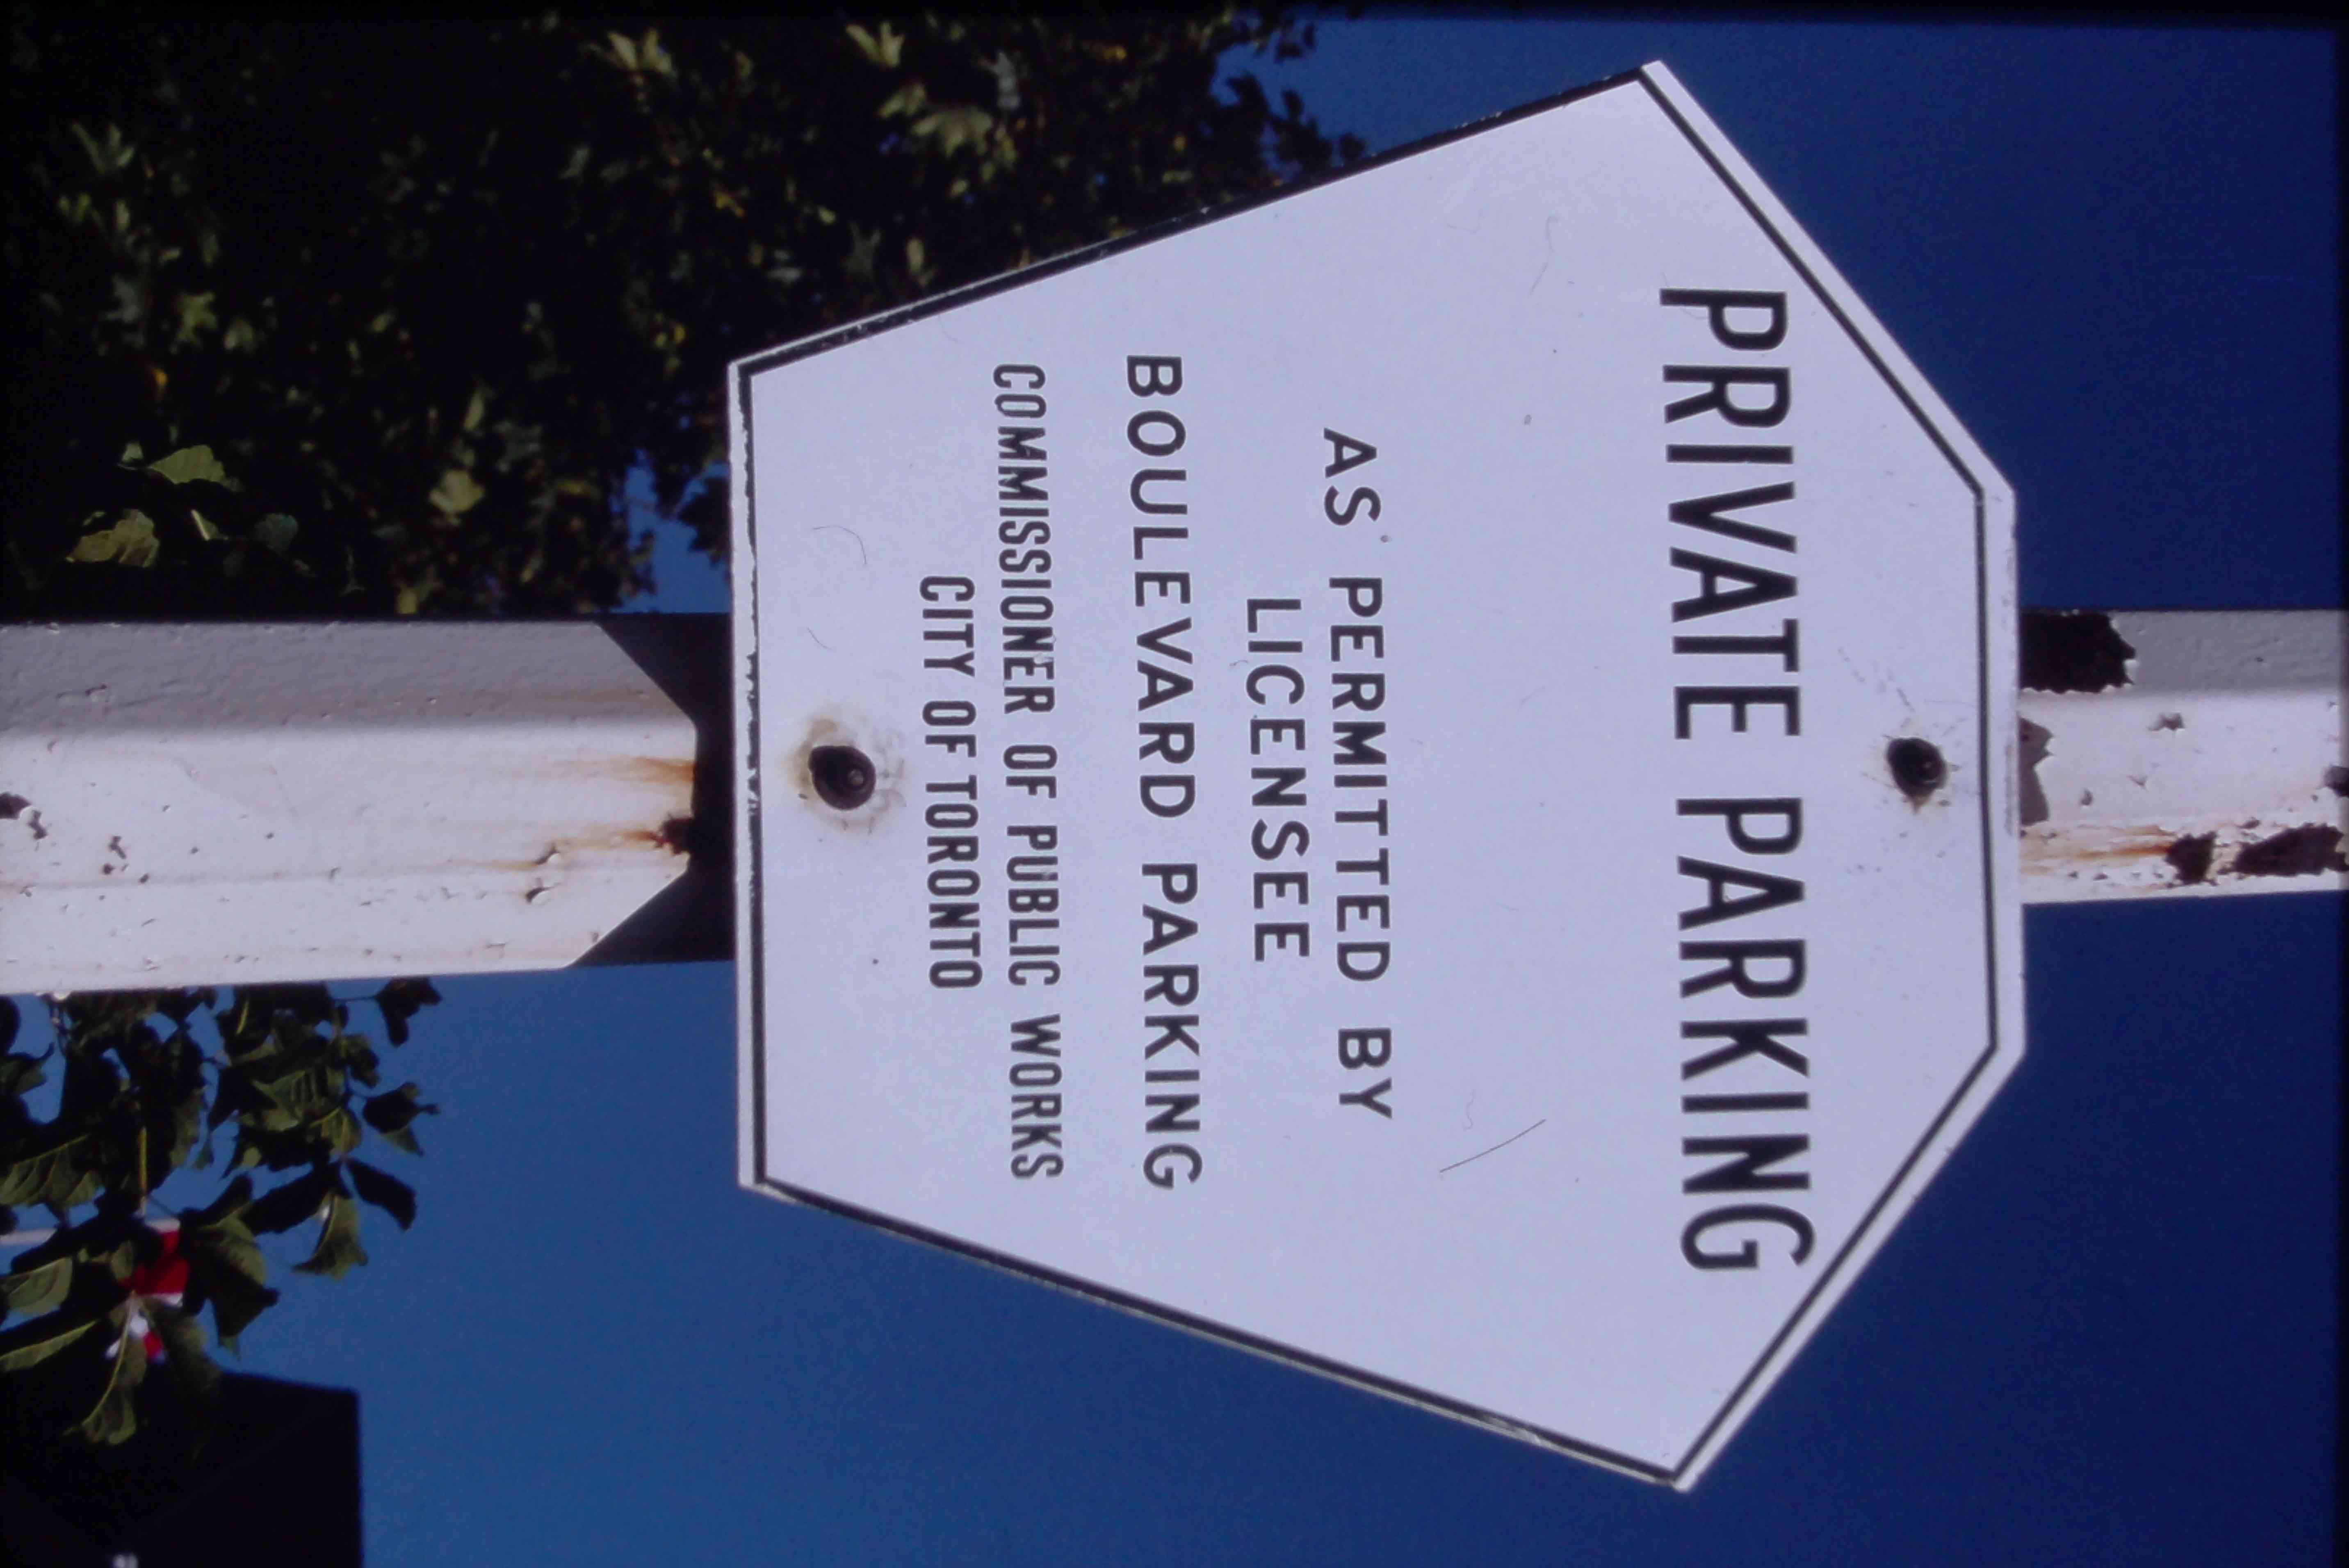 PRIVATE PARKING
AS PERMITTED BY
LICENSEE
BOULEVARD PARKING
COMMISSIONER OF PUBLIC WORKS
CITY OF TORONTO